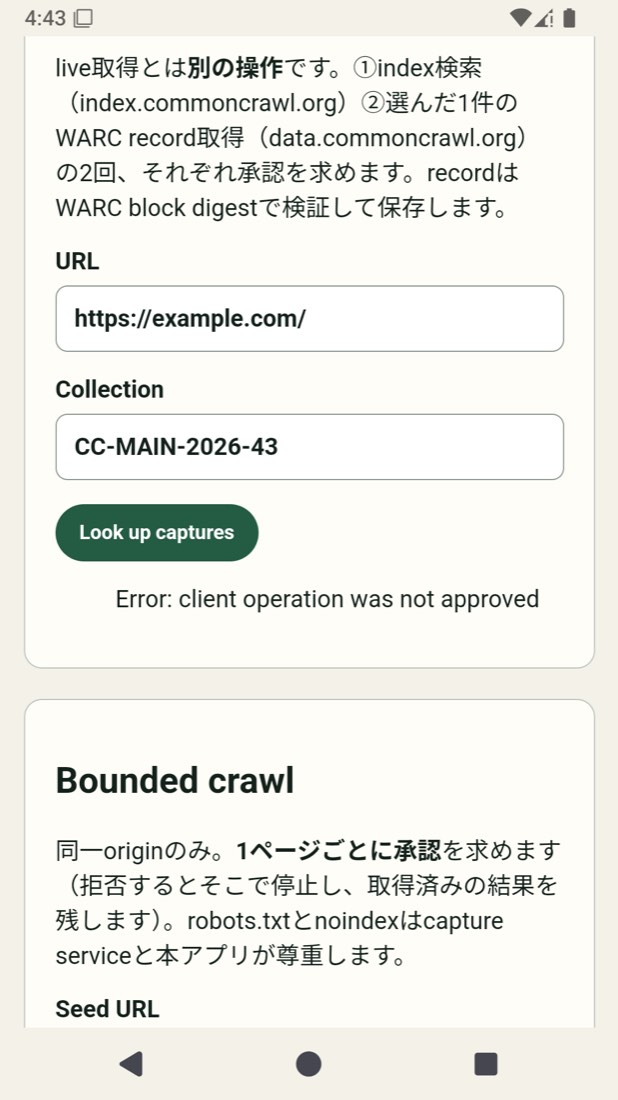 4:43
live取得とは別の操作です。①index検索
（index.commoncrawl.org）②選んだ1件の
WARC record取得（data.commoncrawl.org）
の2回、それぞれ承認を求めます。recordは
WARC block digestで検証して保存します。
URL
https://example.com/
Collection
CC-MAIN-2026-43
Look up captures
Error: client operation was not approved
Bounded crawl
同一originのみ。1ページごとに承認を求めます
（拒否するとそこで停止し、取得済みの結果を
残します）。robots.txtとnoindexはcapture
serviceと本アプリが尊重します。
Seed URL